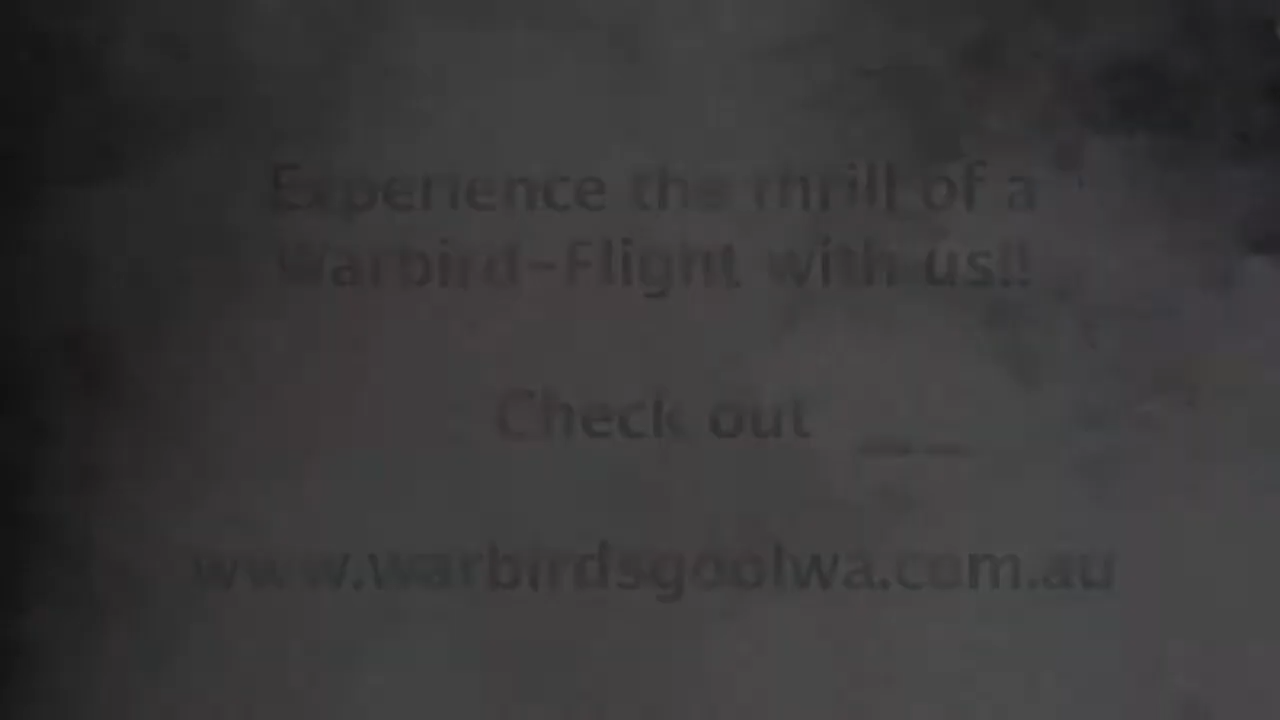 Experience the thrill of a
Warbird-Flight with us!!
Check out
www.warbirdsgoolwa.com.au